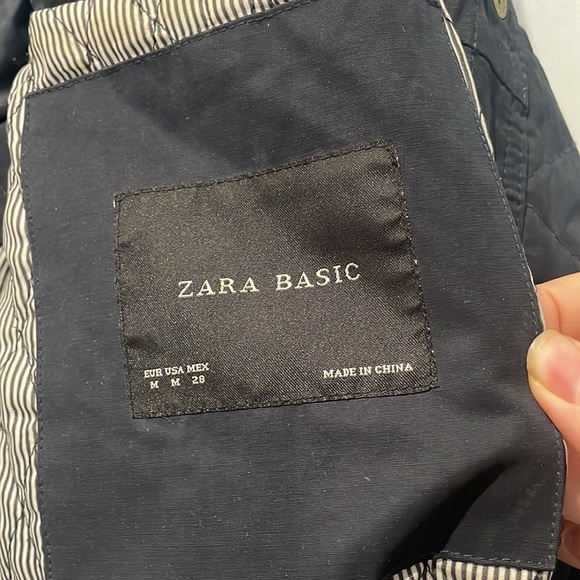 ZARA BASIC
EUR USA MEX
M M 28
MADE IN CHINA